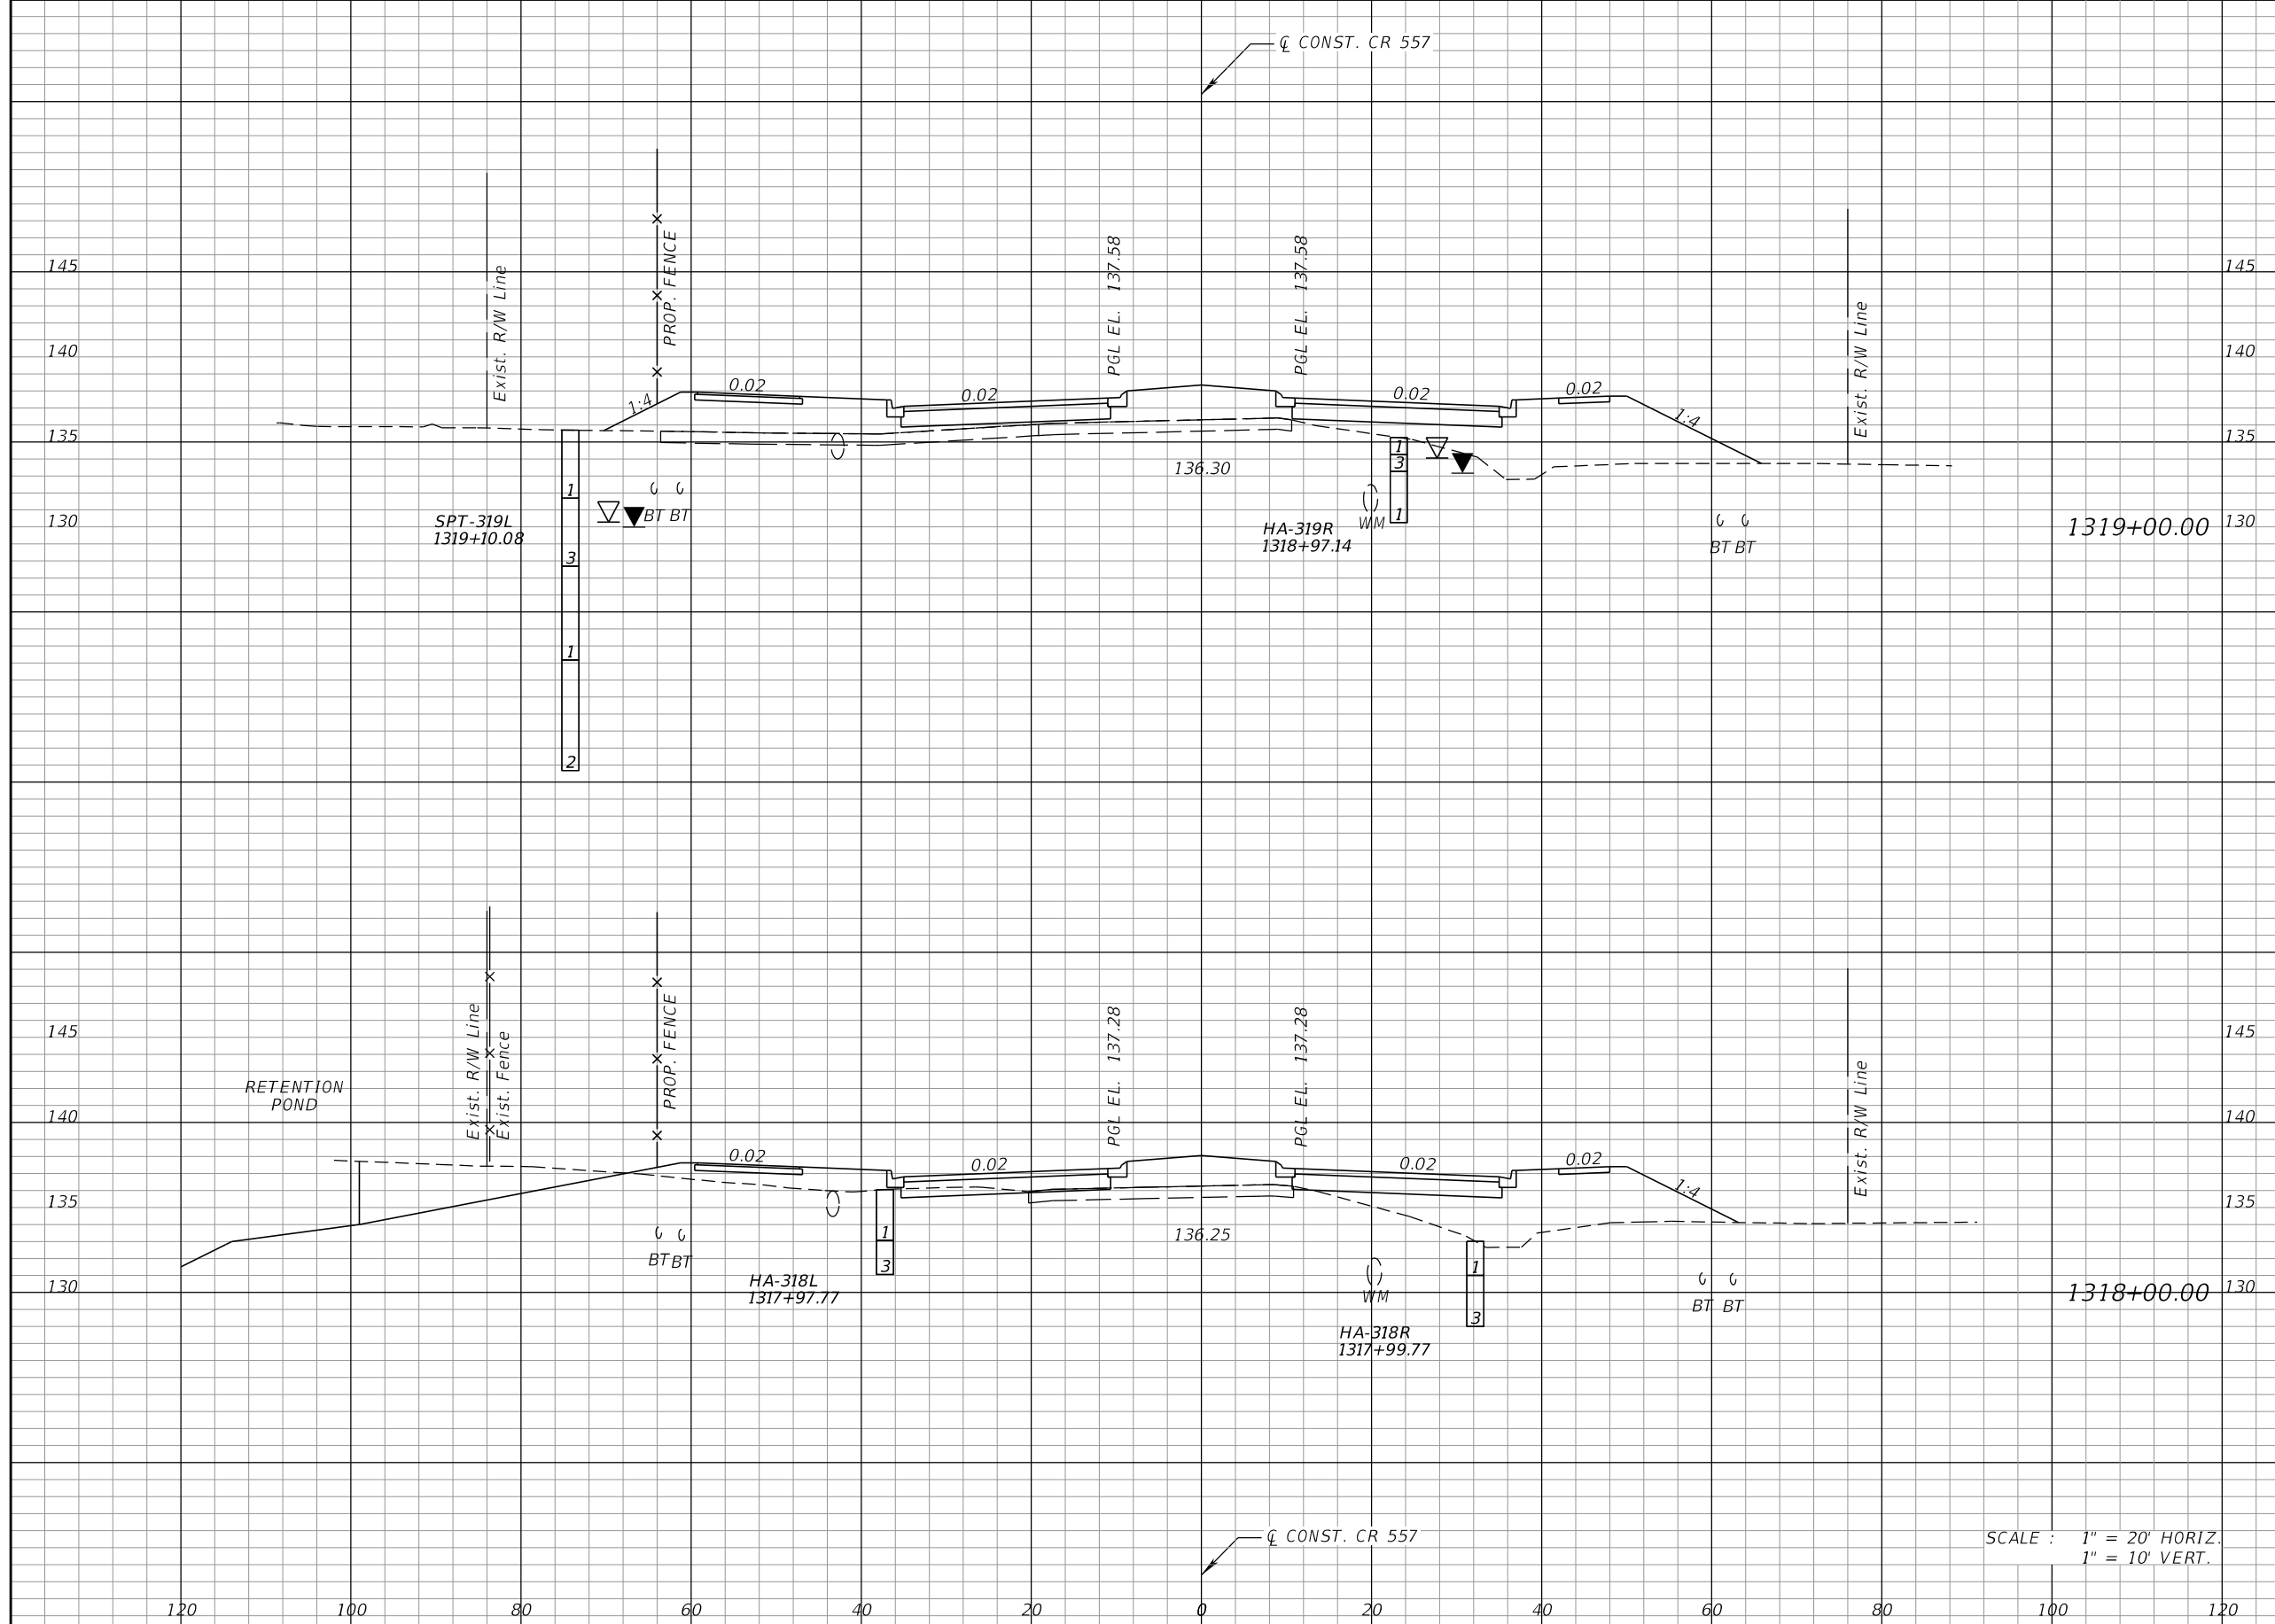 ℄ CONST. CR 557
Exist. R/W Line
PROP. FENCE
PGL EL. 137.58
PGL EL. 137.58
Exist. R/W Line
145
145
140
140
1:4
0.02
0.02
0.02
0.02
1:4
135
135
136.30
1
3
1
WM
BT BT
1
3
1
2
SPT-319L
1319+10.08
HA-319R
1318+97.14
BT BT
130
1319+00.00
130
Exist. R/W Line
Exist. Fence
PROP. FENCE
PGL EL. 137.28
PGL EL. 137.28
Exist. R/W Line
145
145
RETENTION
POND
140
140
0.02
0.02
0.02
0.02
1:4
135
135
136.25
1
3
BT BT
HA-318L
1317+97.77
WM
1
3
HA-318R
1317+99.77
BT BT
130
1318+00.00
130
℄ CONST. CR 557
SCALE : 1" = 20' HORIZ.
1" = 10' VERT.
120 100 80 60 40 20 0 20 40 60 80 100 120